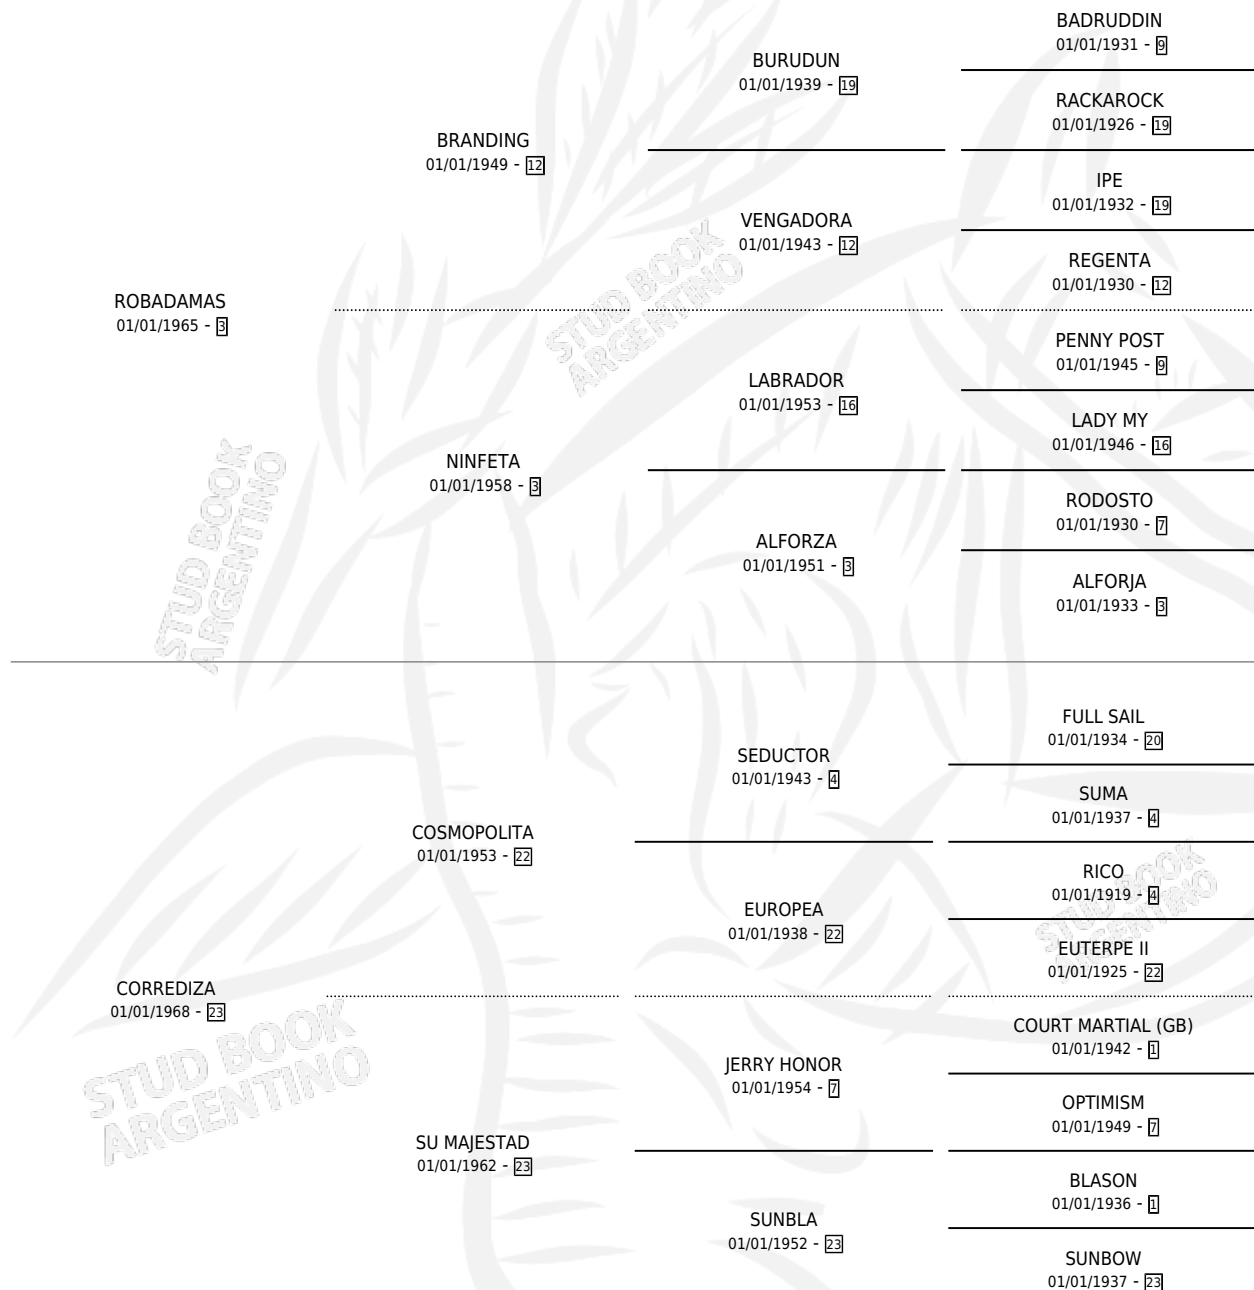 BADRUDDIN
01/01/1931 - 9
BURUDUN
01/01/1939 - 19
RACKAROCK
01/01/1926 - 19
BRANDING
01/01/1949 - 12
IPE
01/01/1932 - 19
VENGADORA
01/01/1943 - 12
REGENTA
01/01/1930 - 12
ROBADAMAS
01/01/1965 - 3
PENNY POST
01/01/1945 - 9
LABRADOR
01/01/1953 - 16
LADY MY
01/01/1946 - 16
NINFETA
01/01/1958 - 3
RODOSTO
01/01/1930 - 7
ALFORZA
01/01/1951 - 3
ALFORJA
01/01/1933 - 3
FULL SAIL
01/01/1934 - 20
SEDUCTOR
01/01/1943 - 4
SUMA
01/01/1937 - 4
COSMOPOLITA
01/01/1953 - 22
RICO
01/01/1919 - 4
EUROPEA
01/01/1938 - 22
EUTERPE II
01/01/1925 - 22
CORREDIZA
01/01/1968 - 23
COURT MARTIAL (GB)
01/01/1942 - 1
JERRY HONOR
01/01/1954 - 7
OPTIMISM
01/01/1949 - 7
SU MAJESTAD
01/01/1962 - 23
BLASON
01/01/1936 - 1
SUNBLA
01/01/1952 - 23
SUNBOW
01/01/1937 - 23
STUD BOOK
ARGENTINO
STUD BOOK
ARGENTINO
STUD BOOK
ARGENTINO
STUD BOOK
ARGENTINO